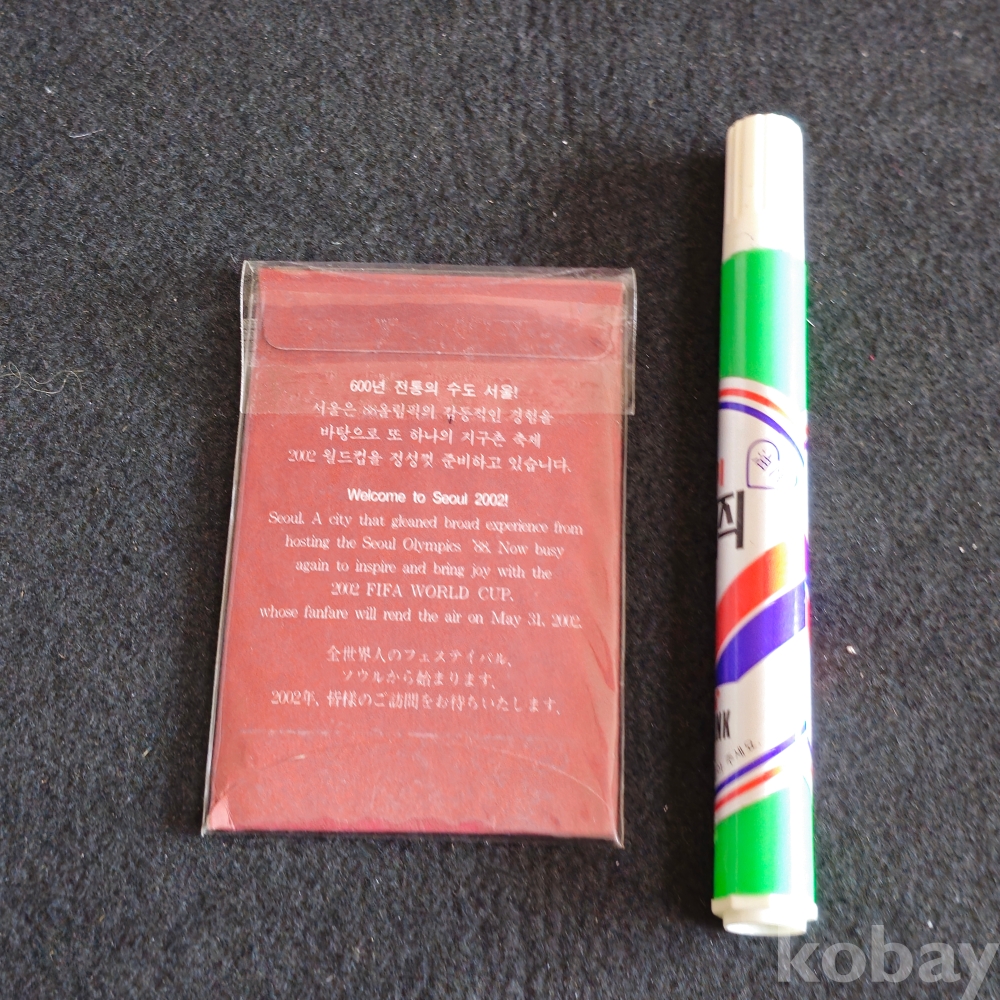 600년 전통의 수도 서울!
서울은 88올림픽의 감동적인 경험을
바탕으로 또 하나의 지구촌 축제
2002 월드컵을 정성껏 준비하고 있습니다.
Welcome to Seoul 2002!
Seoul. A city that gleaned broad experience from
hosting the Seoul Olympics '88. Now busy
again to inspire and bring joy with the
2002 FIFA WORLD CUP.
whose fanfare will rend the air on May 31. 2002.
全世界人のフェステイバル、
ソウルから始まります。
2002年、皆様のご訪問をお待ちいたします。
직
NK
주세요.
kobay